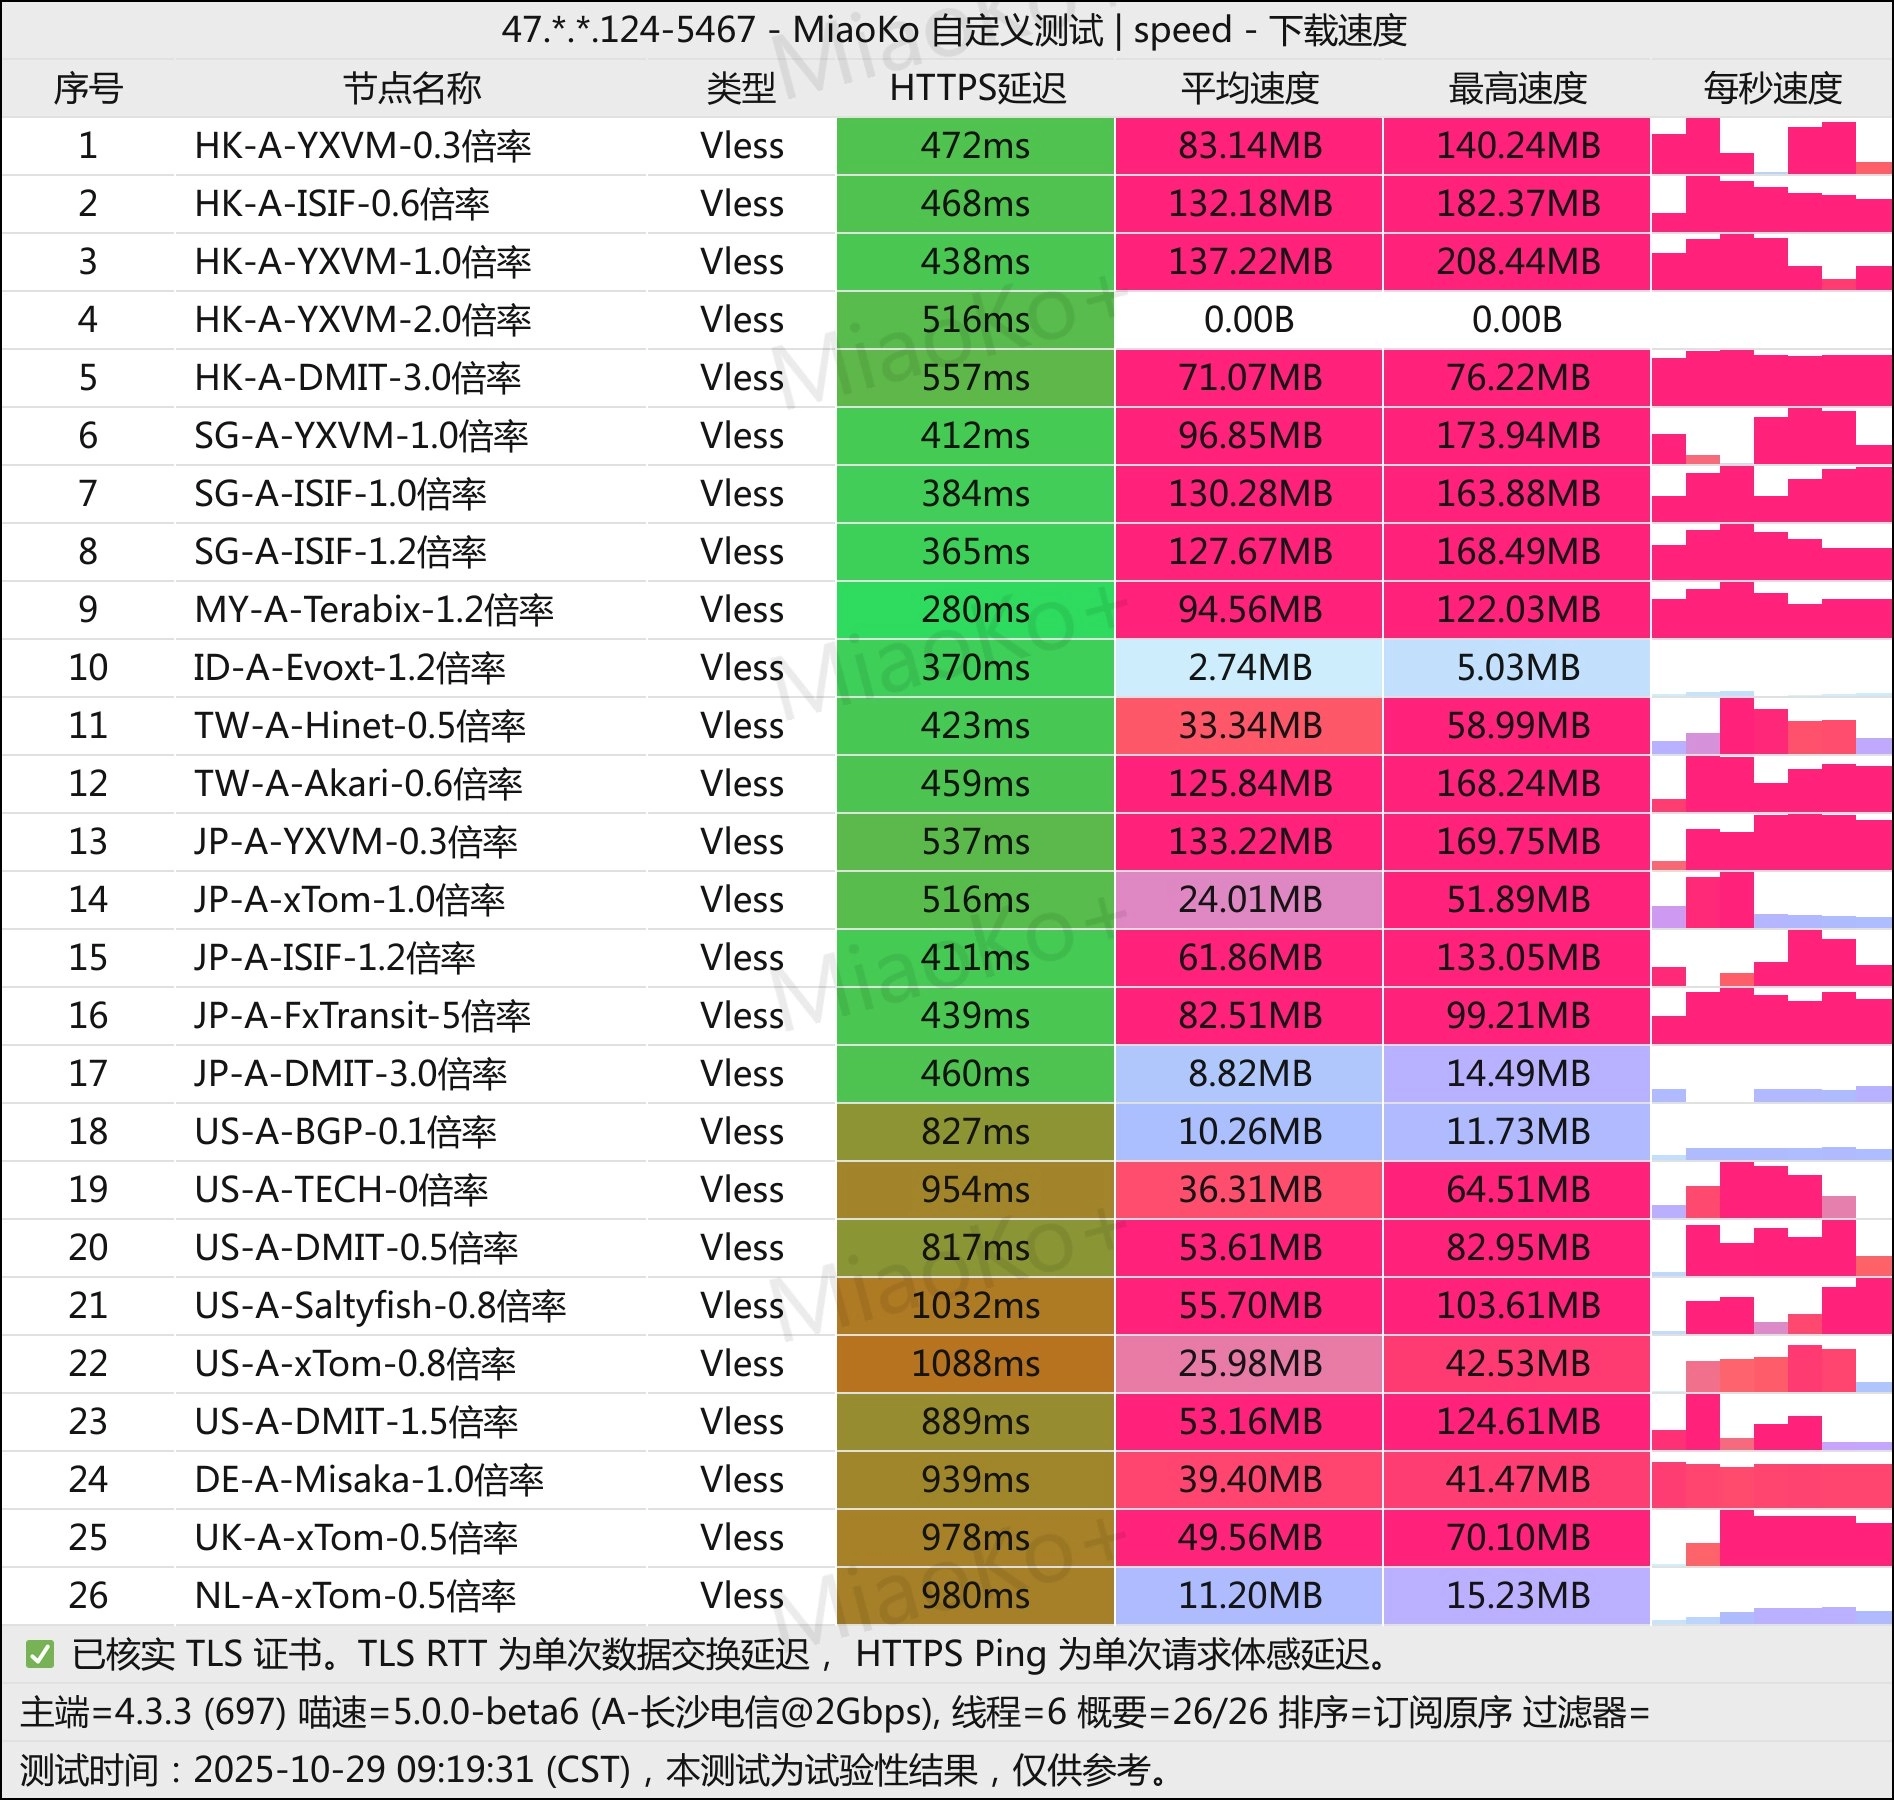 47.*.*.124-5467 - MiaoKo 自定义测试 | speed - 下载速度
序号 节点名称 类型 HTTPS延迟 平均速度 最高速度 每秒速度
1 HK-A-YXVM-0.3倍率 Vless 472ms 83.14MB 140.24MB
2 HK-A-ISIF-0.6倍率 Vless 468ms 132.18MB 182.37MB
3 HK-A-YXVM-1.0倍率 Vless 438ms 137.22MB 208.44MB
4 HK-A-YXVM-2.0倍率 Vless 516ms 0.00B 0.00B
5 HK-A-DMIT-3.0倍率 Vless 557ms 71.07MB 76.22MB
6 SG-A-YXVM-1.0倍率 Vless 412ms 96.85MB 173.94MB
7 SG-A-ISIF-1.0倍率 Vless 384ms 130.28MB 163.88MB
8 SG-A-ISIF-1.2倍率 Vless 365ms 127.67MB 168.49MB
9 MY-A-Terabix-1.2倍率 Vless 280ms 94.56MB 122.03MB
10 ID-A-Evoxt-1.2倍率 Vless 370ms 2.74MB 5.03MB
11 TW-A-Hinet-0.5倍率 Vless 423ms 33.34MB 58.99MB
12 TW-A-Akari-0.6倍率 Vless 459ms 125.84MB 168.24MB
13 JP-A-YXVM-0.3倍率 Vless 537ms 133.22MB 169.75MB
14 JP-A-xTom-1.0倍率 Vless 516ms 24.01MB 51.89MB
15 JP-A-ISIF-1.2倍率 Vless 411ms 61.86MB 133.05MB
16 JP-A-FxTransit-5倍率 Vless 439ms 82.51MB 99.21MB
17 JP-A-DMIT-3.0倍率 Vless 460ms 8.82MB 14.49MB
18 US-A-BGP-0.1倍率 Vless 827ms 10.26MB 11.73MB
19 US-A-TECH-0倍率 Vless 954ms 36.31MB 64.51MB
20 US-A-DMIT-0.5倍率 Vless 817ms 53.61MB 82.95MB
21 US-A-Saltyfish-0.8倍率 Vless 1032ms 55.70MB 103.61MB
22 US-A-xTom-0.8倍率 Vless 1088ms 25.98MB 42.53MB
23 US-A-DMIT-1.5倍率 Vless 889ms 53.16MB 124.61MB
24 DE-A-Misaka-1.0倍率 Vless 939ms 39.40MB 41.47MB
25 UK-A-xTom-0.5倍率 Vless 978ms 49.56MB 70.10MB
26 NL-A-xTom-0.5倍率 Vless 980ms 11.20MB 15.23MB
✅ 已核实 TLS 证书。TLS RTT 为单次数据交换延迟， HTTPS Ping 为单次请求体感延迟。
主端=4.3.3 (697) 喵速=5.0.0-beta6 (A-长沙电信@2Gbps), 线程=6 概要=26/26 排序=订阅原序 过滤器=
测试时间：2025-10-29 09:19:31 (CST)，本测试为试验性结果，仅供参考。
MiaoKo+
MiaoKo+
MiaoKo+
MiaoKo+
MiaoKo+
MiaoKo+